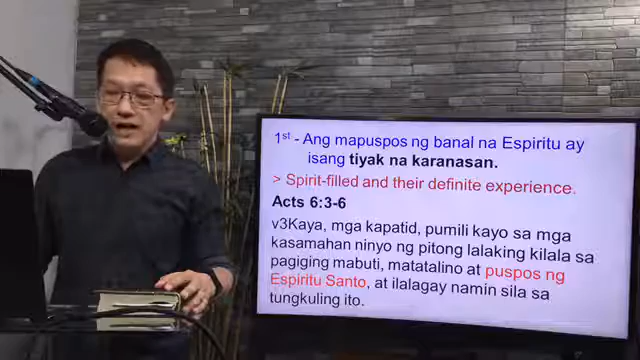 1st - Ang mapuspos ng banal na Espiritu ay
isang tiyak na karanasan.
> Spirit-filled and their definite experience.
Acts 6:3-6
v3Kaya, mga kapatid, pumili kayo sa mga
kasamahan ninyo ng pitong lalaking kilala sa
pagiging mabuti, matatalino at puspos ng
Espiritu Santo, at ilalagay namin sila sa
tungkuling ito.